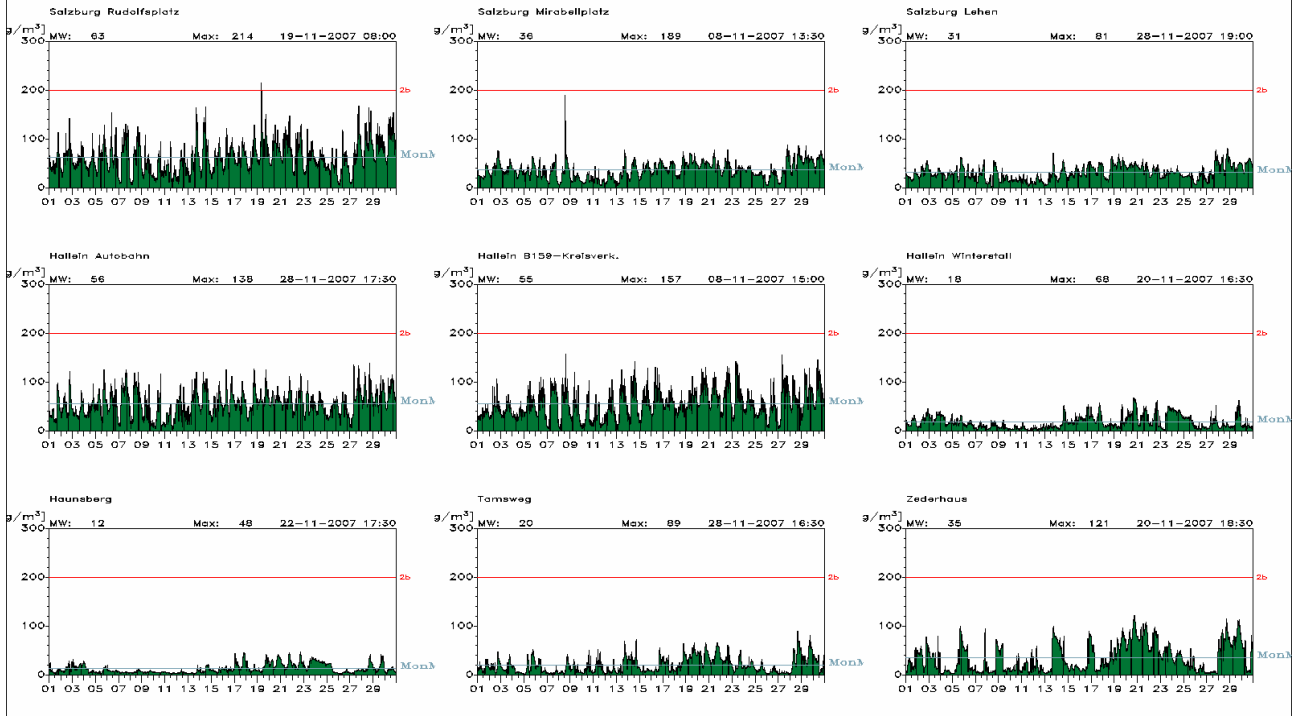 Salzburg Rudolfsplatz Salzburg Mirabellplatz Salzburg Lehen
g/m³] MW: 63 Max: 214 19-11-2007 08:00 g/m³] MW: 36 Max: 189 08-11-2007 13:30 g/m³] MW: 31 Max: 81 28-11-2007 19:00
300 300 300
200 2b 200 2b 200 2b
100 100 100
MonM MonM MonM
0 0 0
01 03 05 07 09 11 13 15 17 19 21 23 25 27 29 01 03 05 07 09 11 13 15 17 19 21 23 25 27 29 01 03 05 07 09 11 13 15 17 19 21 23 25 27 29
Hallein Autobahn Hallein B159-Kreisverk. Hallein Winterstall
g/m³] MW: 56 Max: 138 28-11-2007 17:30 g/m³] MW: 55 Max: 157 08-11-2007 15:00 g/m³] MW: 18 Max: 68 20-11-2007 16:30
300 300 300
200 2b 200 2b 200 2b
100 100 100
MonM MonM MonM
0 0 0
01 03 05 07 09 11 13 15 17 19 21 23 25 27 29 01 03 05 07 09 11 13 15 17 19 21 23 25 27 29 01 03 05 07 09 11 13 15 17 19 21 23 25 27 29
Haunsberg Tamsweg Zederhaus
g/m³] MW: 12 Max: 48 22-11-2007 17:30 g/m³] MW: 20 Max: 89 28-11-2007 16:30 g/m³] MW: 35 Max: 121 20-11-2007 18:30
300 300 300
200 2b 200 2b 200 2b
100 100 100
MonM MonM MonM
0 0 0
01 03 05 07 09 11 13 15 17 19 21 23 25 27 29 01 03 05 07 09 11 13 15 17 19 21 23 25 27 29 01 03 05 07 09 11 13 15 17 19 21 23 25 27 29